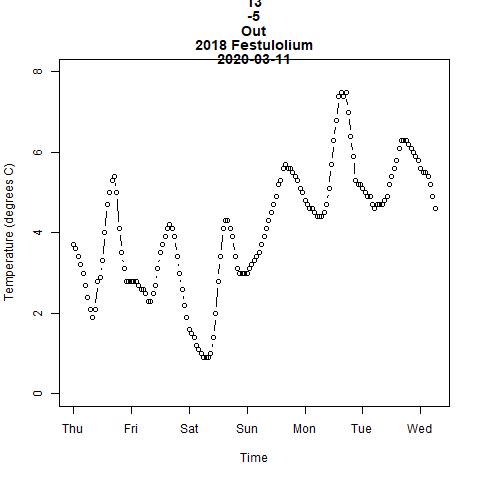 13
-5
Out
2018 Festulolium
2020-03-11
8
6
4
2
0
Temperature (degrees C)
Thu Fri Sat Sun Mon Tue Wed
Time